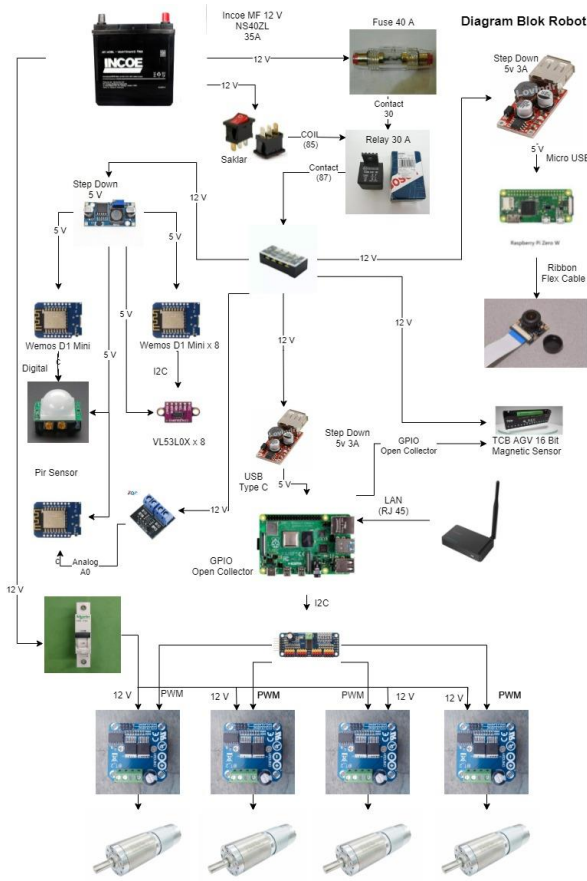 Diagram Blok Robot
Incoe MF 12 V
NS40ZL
35A
Fuse 40 A
Step Down
5v 3A
INCOE
12 V
12 V
Contact
30
COIL
(85)
Relay 30 A
Saklar
Contact
(87)
5 V
Micro USB
Step Down
5 V
12 V
12 V
Raspberry Pi Zero W
5 V
5 V
Ribbon
Flex Cable
Wemos D1 Mini
Wemos D1 Mini x 8
12 V
5 V
5 V
C
Digital
I2C
VL53L0X x 8
Step Down
5v 3A
GPIO
Open Collector
TCB AGV 16 Bit
Magnetic Sensor
Pir Sensor
USB
Type C
5 V
12 V
LAN
(RJ 45)
C
Analog
A0
GPIO
Open Collector
12 V
I2C
12 V
PWM
12 V
PWM
PWM
12 V
12 V
PWM